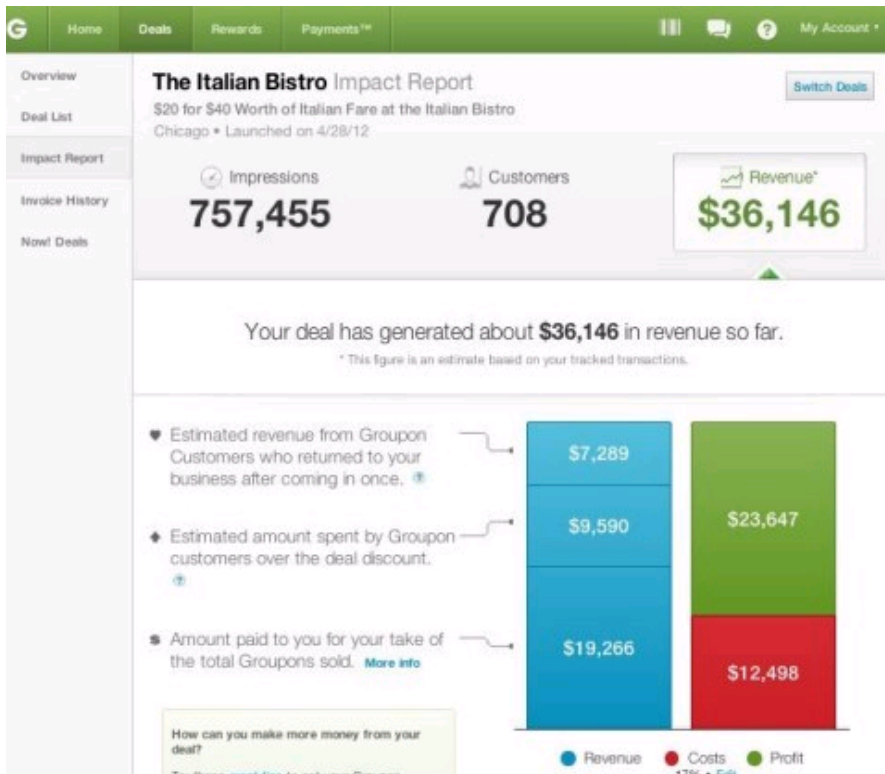 G Home Deals Rewards Payments™ ? My Account
Overview
Deal List
Impact Report
Invoice History
Now! Deals
The Italian Bistro Impact Report
Switch Deals
$20 for $40 Worth of Italian Fare at the Italian Bistro
Chicago • Launched on 4/28/12
Impressions
757,455
Customers
708
Revenue*
$36,146
Your deal has generated about $36,146 in revenue so far.
* This figure is an estimate based on your tracked transactions.
Estimated revenue from Groupon
Customers who returned to your
business after coming in once. ?
Estimated amount spent by Groupon
customers over the deal discount.
?
$ Amount paid to you for your take of
the total Groupons sold. More info
$7,289
$9,590
$19,266
$23,647
$12,498
How can you make more money from your
deal?
Revenue Costs Profit
17% • Edit